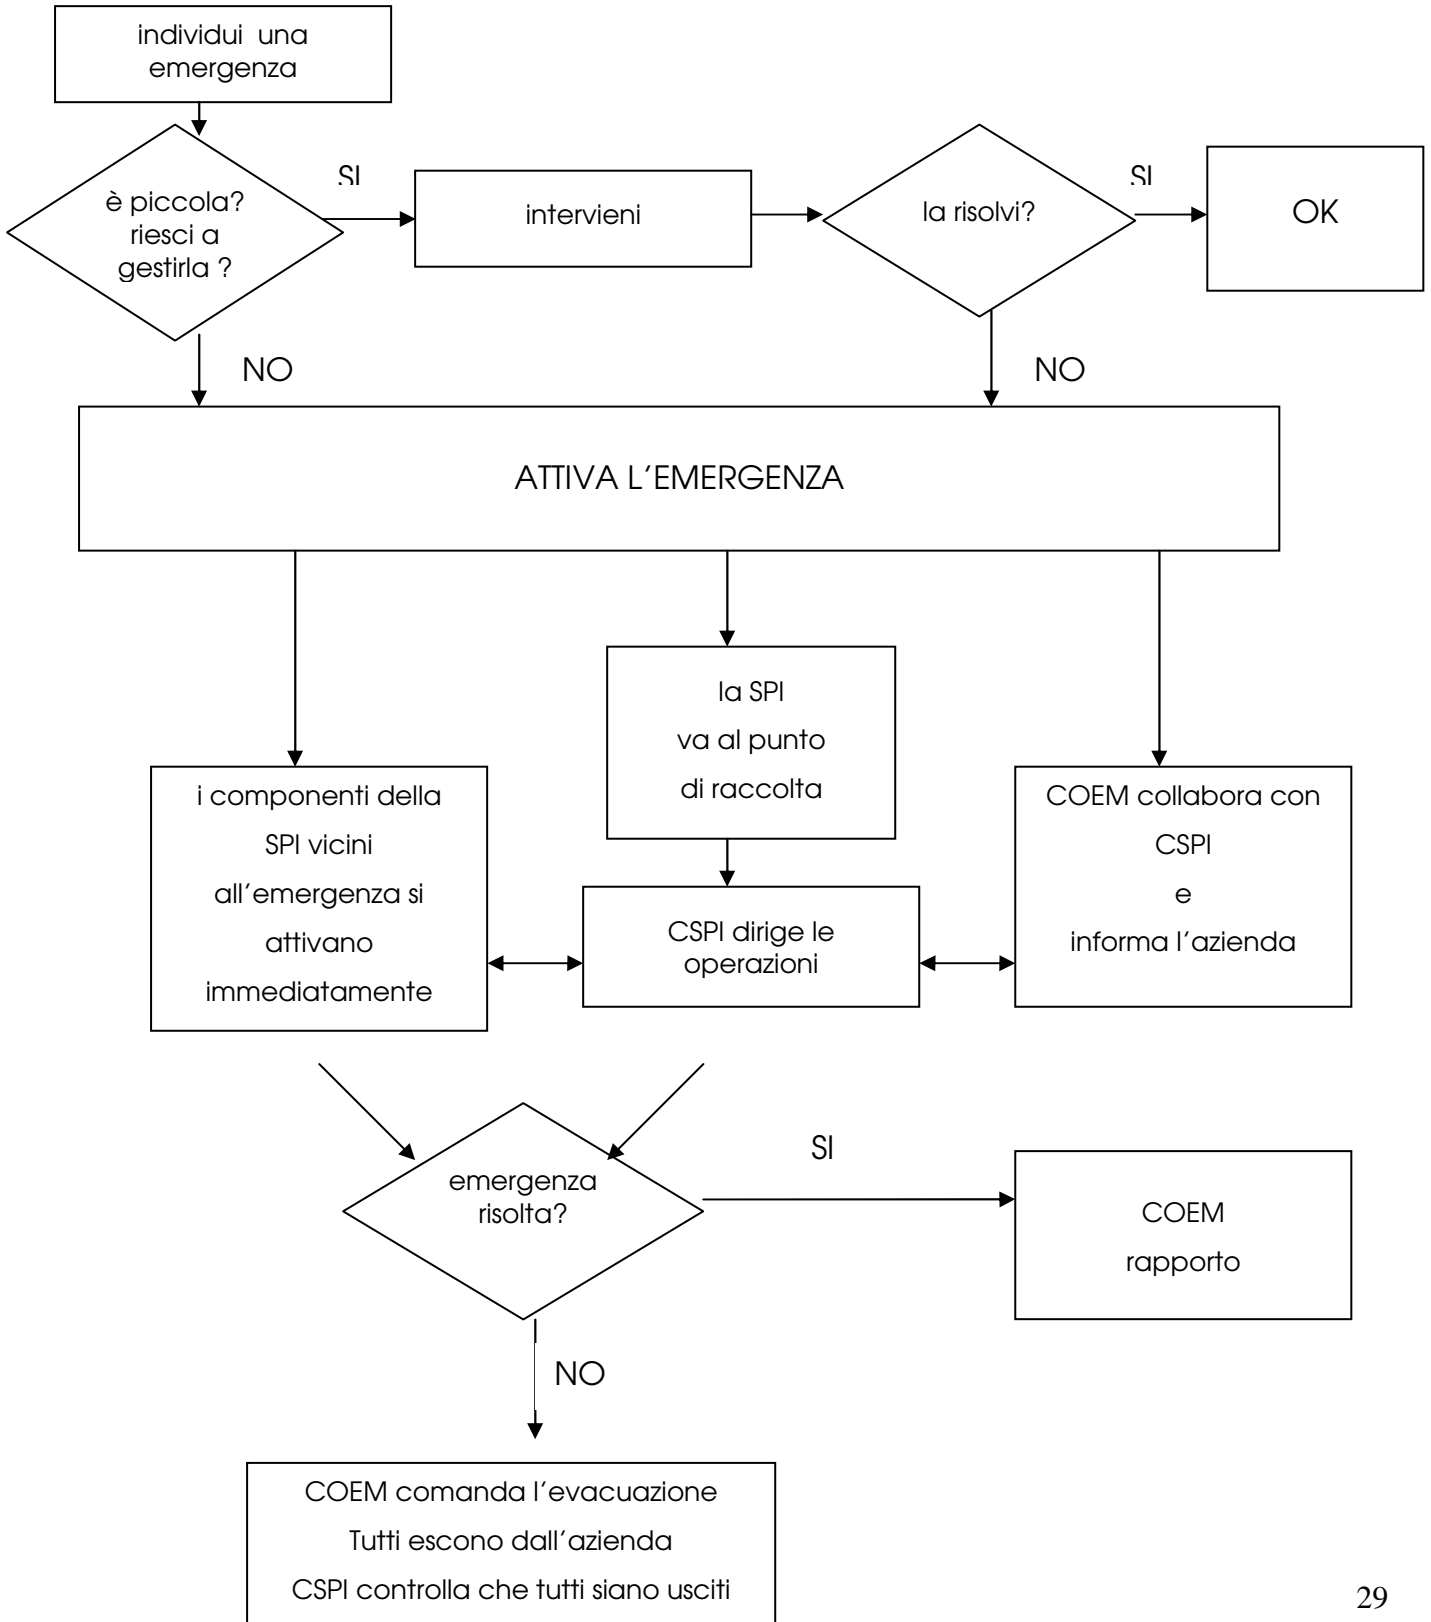 individui una
emergenza
è piccola?
riesci a
gestirla ?
SI
intervieni
la risolvi?
SI
OK
NO
NO
ATTIVA L'EMERGENZA
la SPI
va al punto
di raccolta
i componenti della
SPI vicini
all'emergenza si
attivano
immediatamente
CSPI dirige le
operazioni
COEM collabora con
CSPI
e
informa l'azienda
emergenza
risolta?
SI
COEM
rapporto
NO
COEM comanda l'evacuazione
Tutti escono dall'azienda
CSPI controlla che tutti siano usciti
29